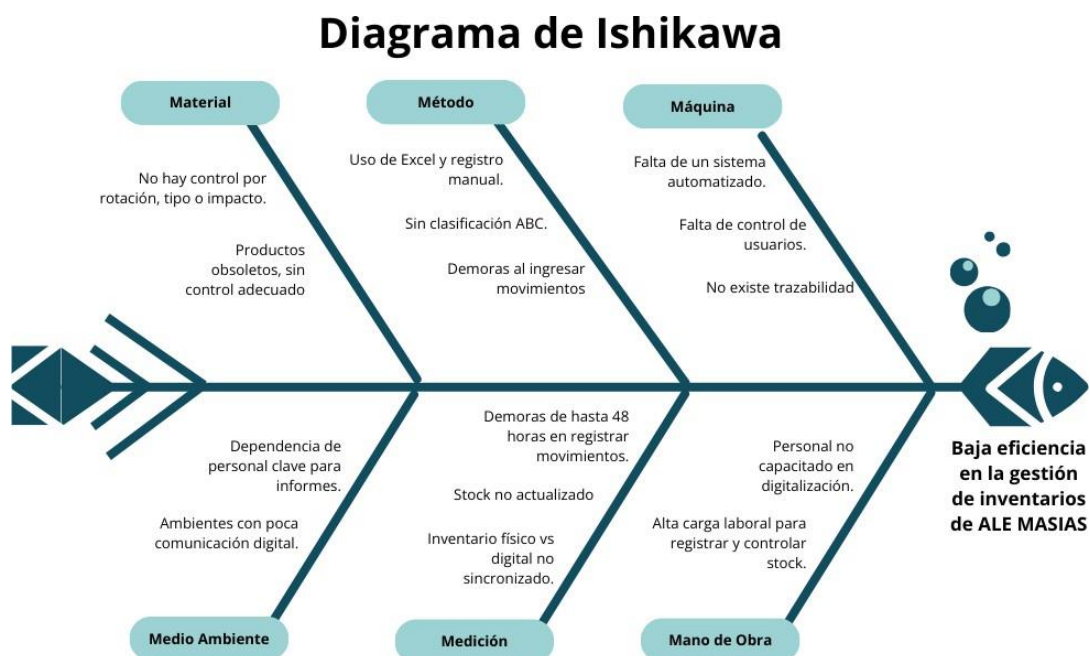 Diagrama de Ishikawa
Material
Método
Máquina
No hay control por
rotación, tipo o impacto.
Productos
obsoletos, sin
control adecuado
Uso de Excel y registro
manual.
Sin clasificación ABC.
Demoras al ingresar
movimientos
Falta de un sistema
automatizado.
Falta de control de
usuarios.
No existe trazabilidad
Dependencia de
personal clave para
informes.
Ambientes con poca
comunicación digital.
Demoras de hasta 48
horas en registrar
movimientos.
Stock no actualizado
Inventario físico vs
digital no
sincronizado.
Personal no
capacitado en
digitalización.
Alta carga laboral para
registrar y controlar
stock.
Baja eficiencia
en la gestión
de inventarios
de ALE MASIAS
Medio Ambiente
Medición
Mano de Obra